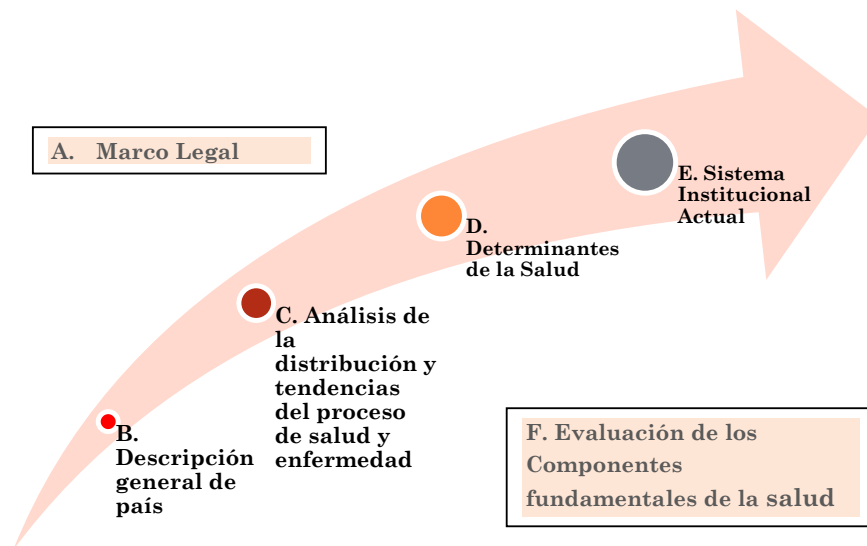 A. Marco Legal
B.
Descripción
general de
país
C. Análisis de
la
distribución y
tendencias
del proceso
de salud y
enfermedad
D.
Determinantes
de la Salud
E. Sistema
Institucional
Actual
F. Evaluación de los
Componentes
fundamentales de la salud